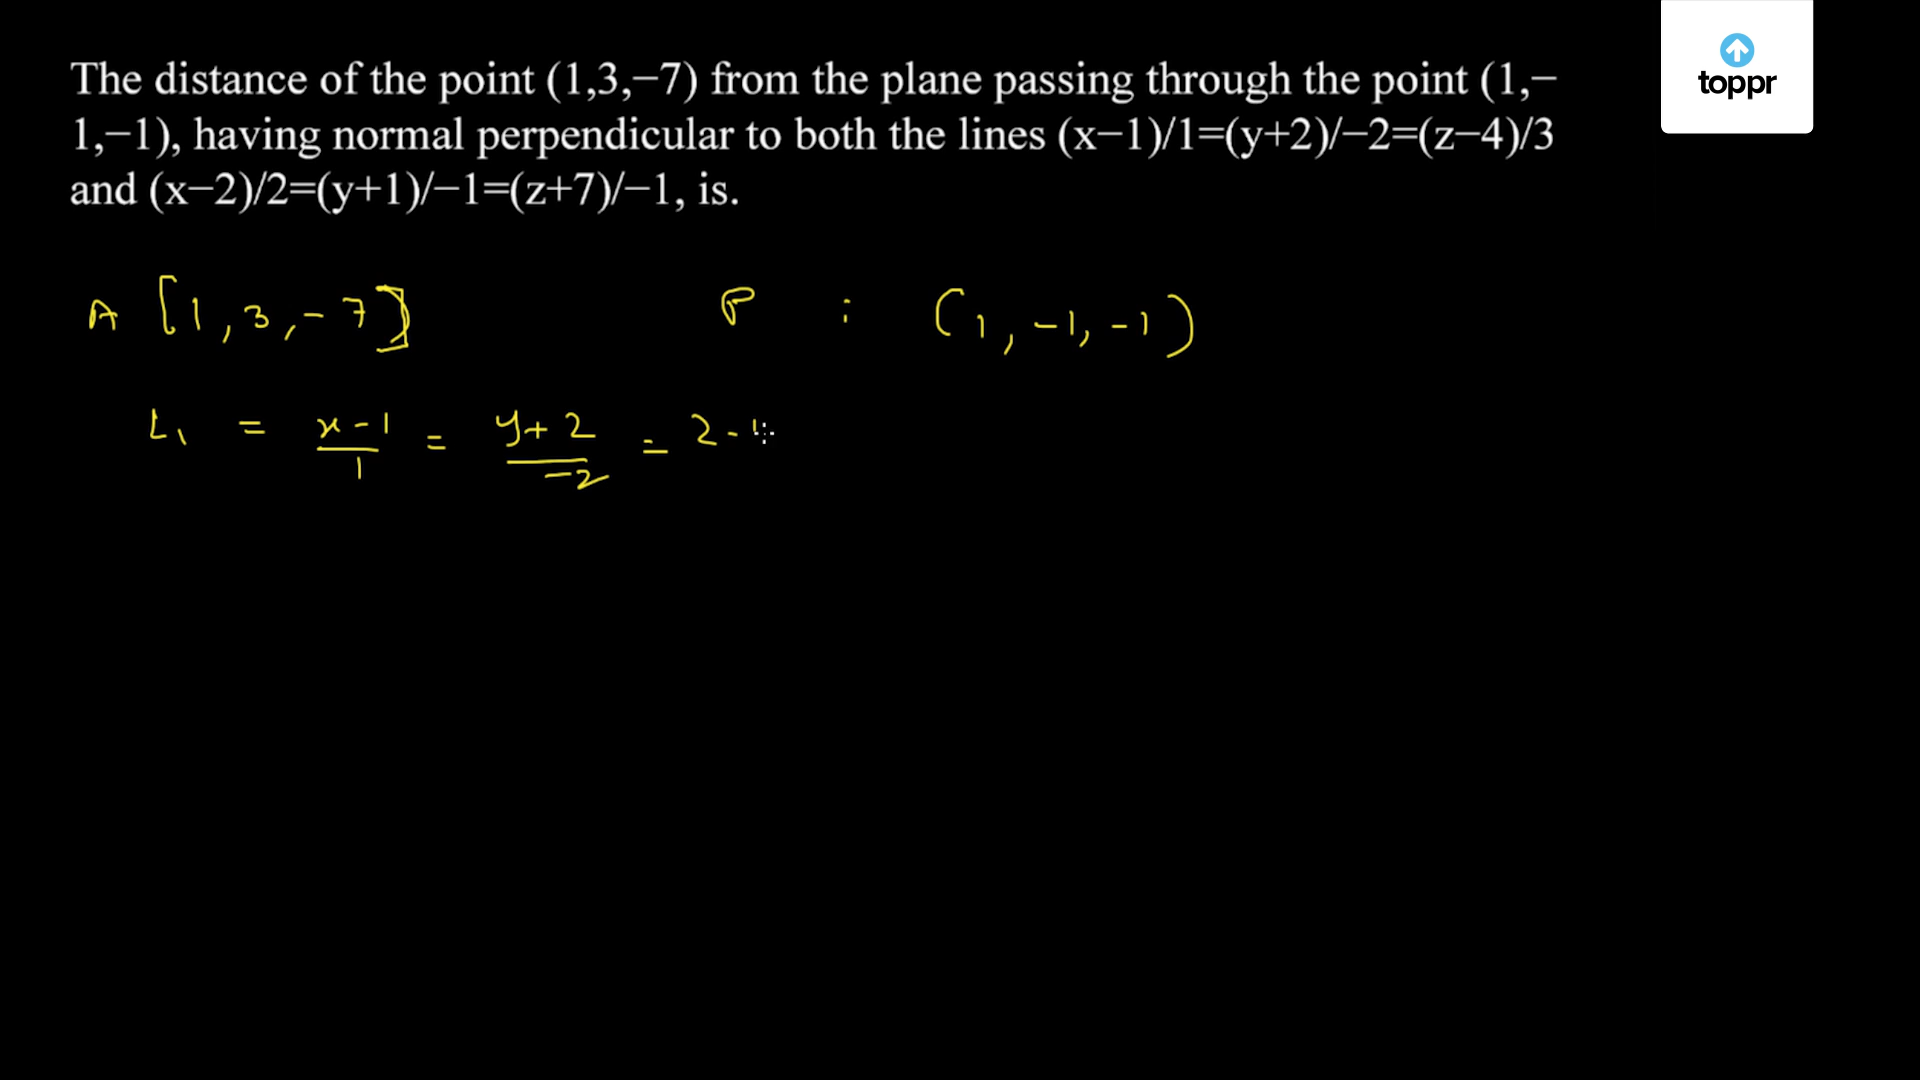 The distance of the point (1,3,−7) from the plane passing through the point (1,−
1,−1), having normal perpendicular to both the lines (x−1)/1=(y+2)/−2=(z−4)/3
and (x−2)/2=(y+1)/−1=(z+7)/−1, is.
toppr
A [1, 3, -7] P : (1, -1, -1)
L1 = x-1/1 = y+2/-2 = z-4